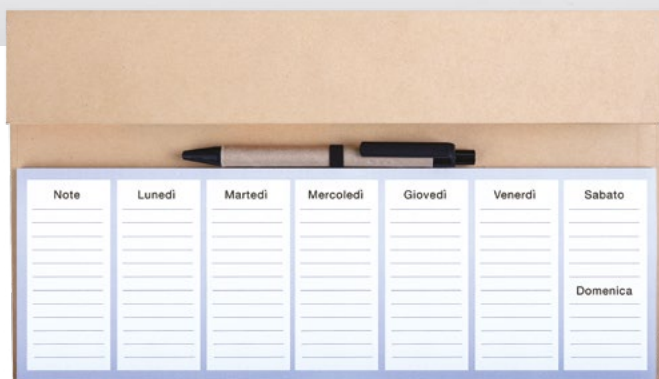 Note
Lunedì
Martedì
Mercoledì
Giovedì
Venerdì
Sabato
Domenica